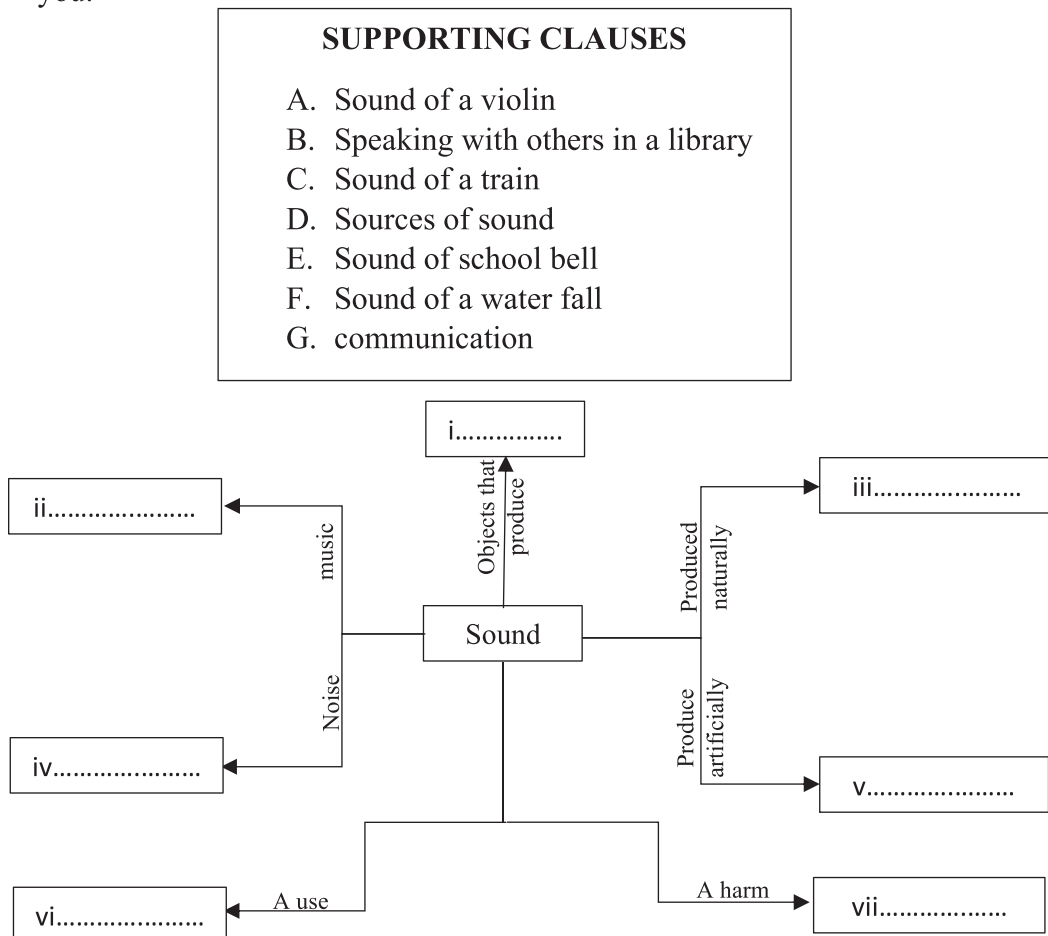 you.
SUPPORTING CLAUSES
A. Sound of a violin
B. Speaking with others in a library
C. Sound of a train
D. Sources of sound
E. Sound of school bell
F. Sound of a water fall
G. communication
i...............
Objects that
produce
ii.....................
music
iii.....................
Produced
naturally
Sound
Noise
iv.....................
Produce
artificially
v.....................
A use
vi.....................
A harm
vii.....................